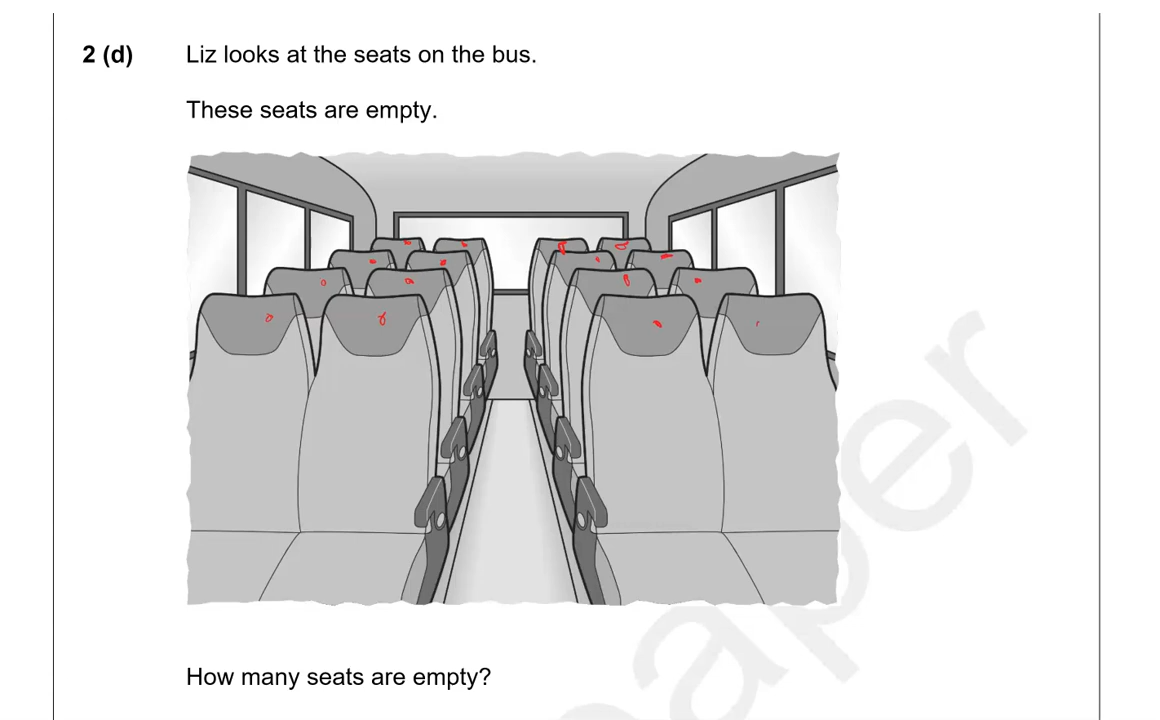 2 (d) Liz looks at the seats on the bus.
These seats are empty.
How many seats are empty?